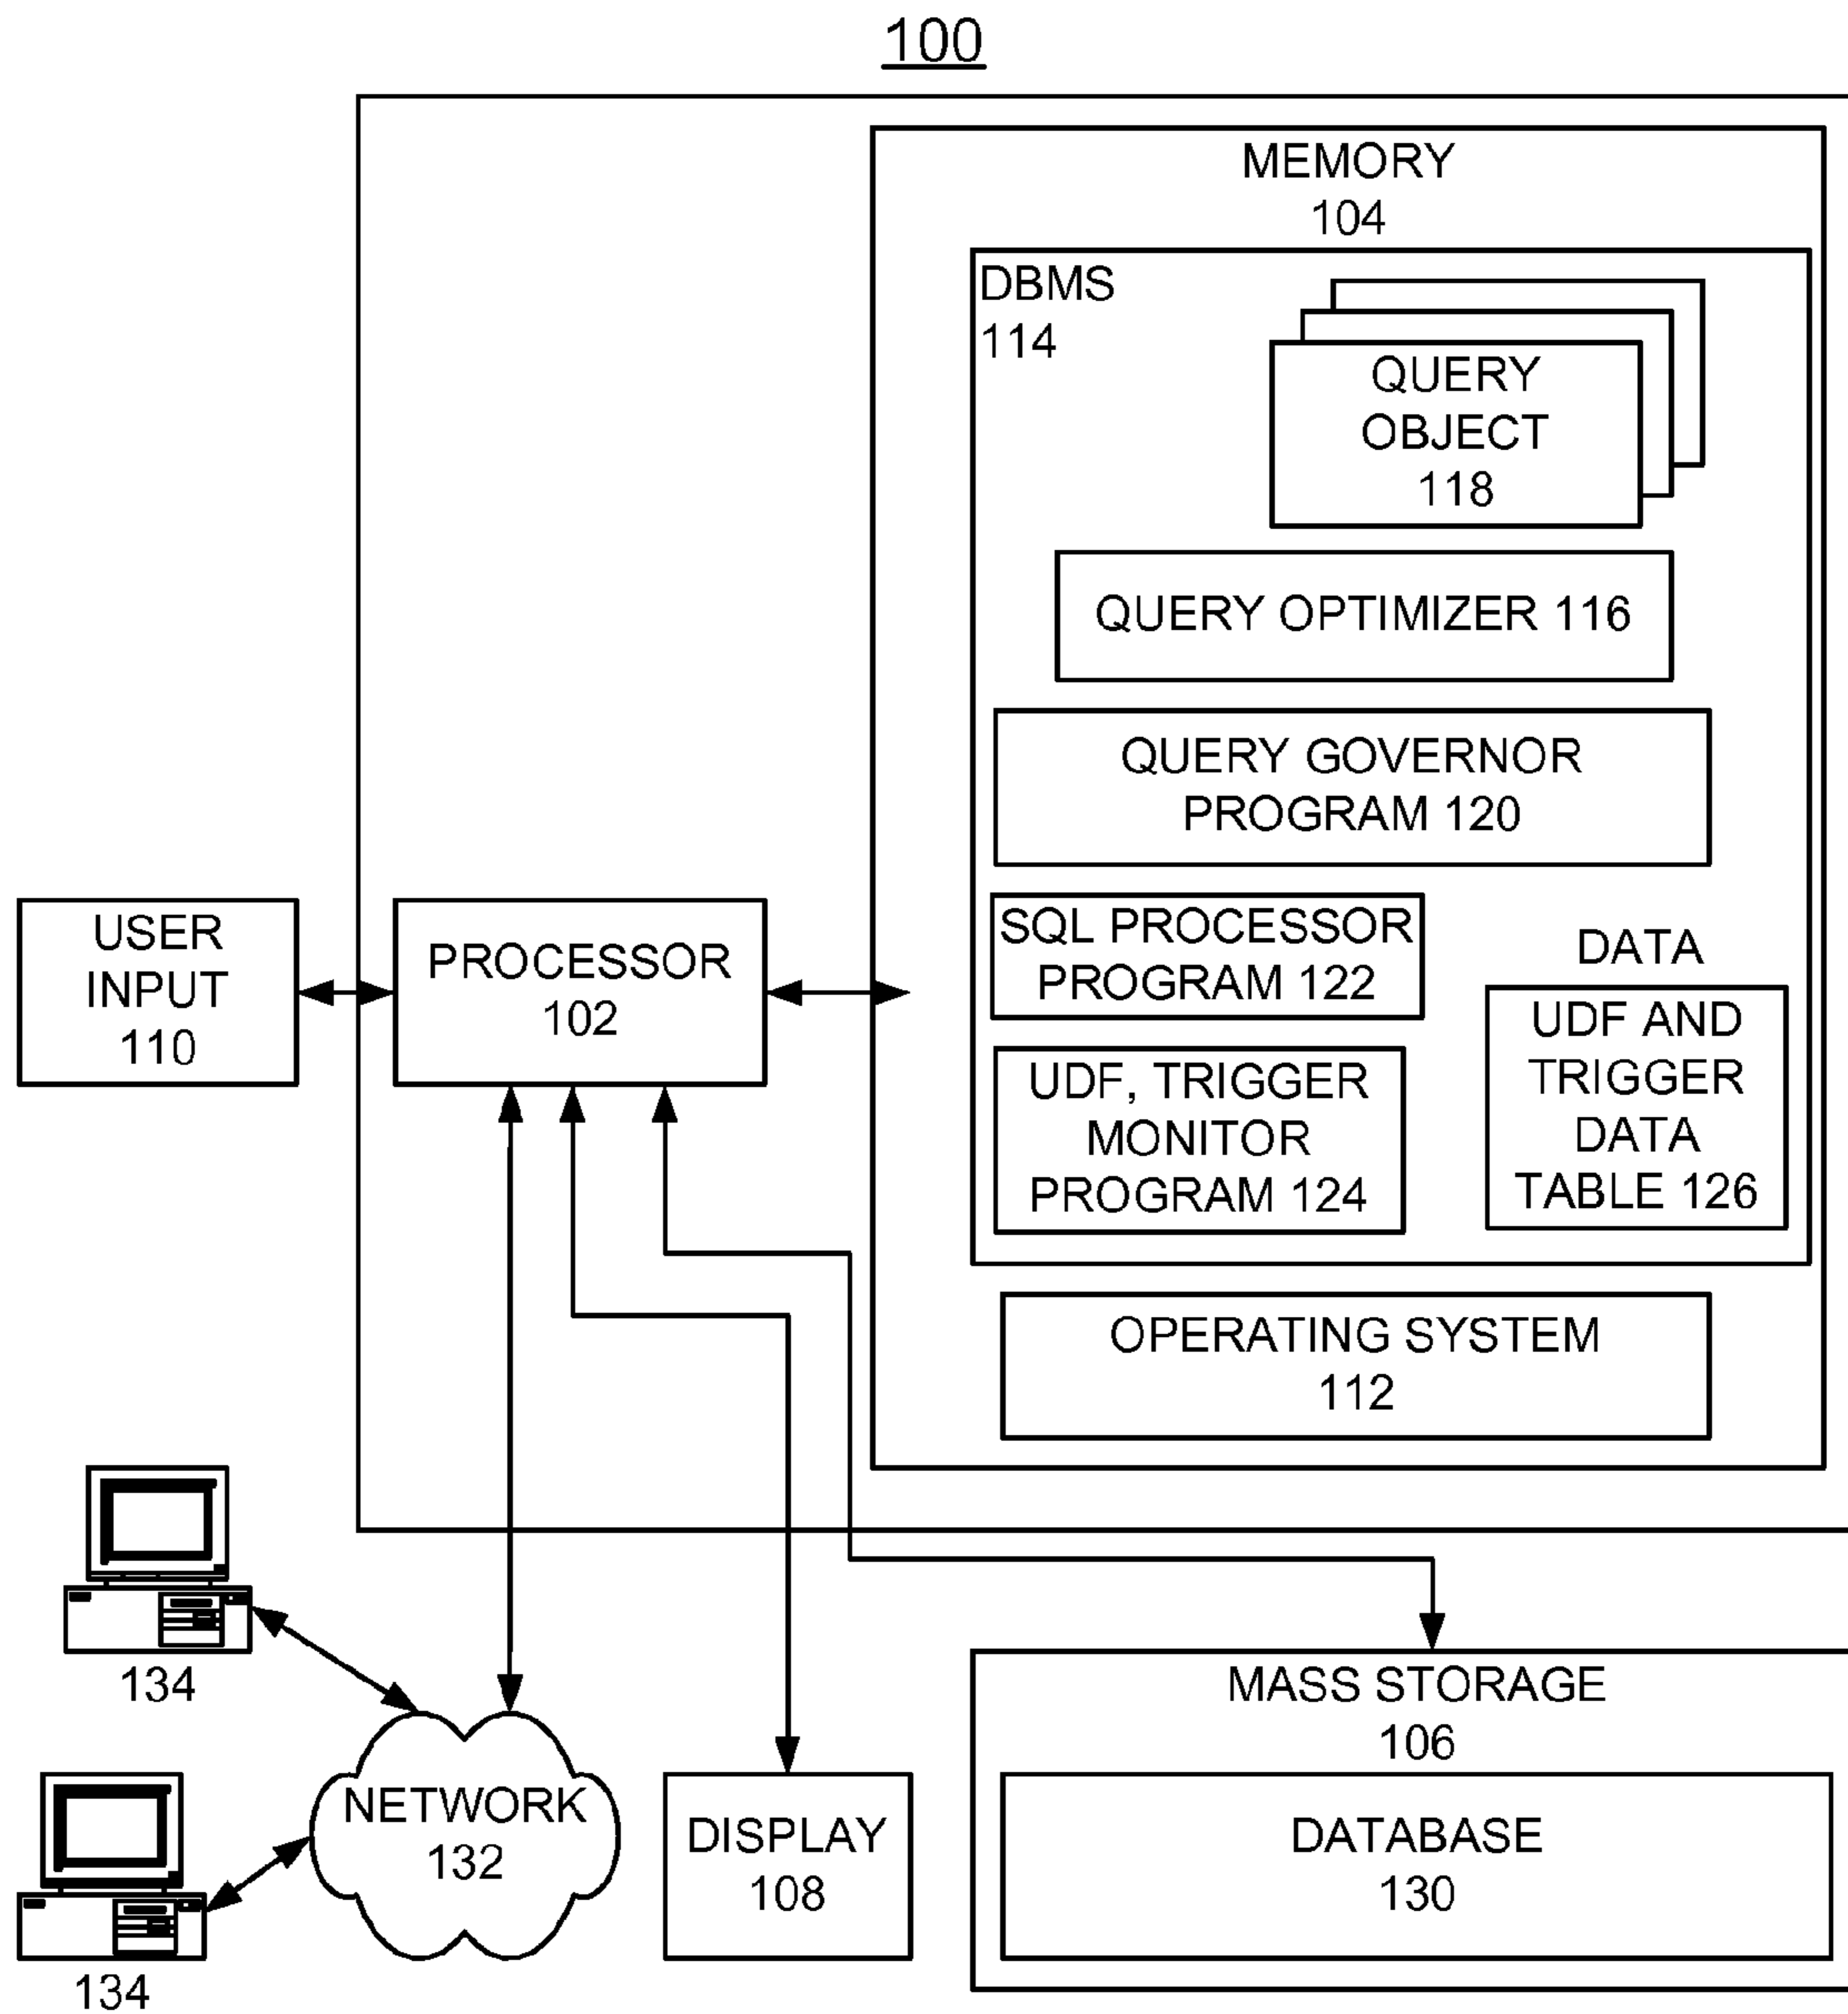 100
MEMORY
104
DBMS
114
QUERY
OBJECT
118
QUERY OPTIMIZER 116
QUERY GOVERNOR
PROGRAM 120
USER
INPUT
110
PROCESSOR
102
SQL PROCESSOR
PROGRAM 122
DATA
UDF, TRIGGER
MONITOR
PROGRAM 124
UDF AND
TRIGGER
DATA
TABLE 126
OPERATING SYSTEM
112
134
134
NETWORK
132
DISPLAY
108
MASS STORAGE
106
DATABASE
130